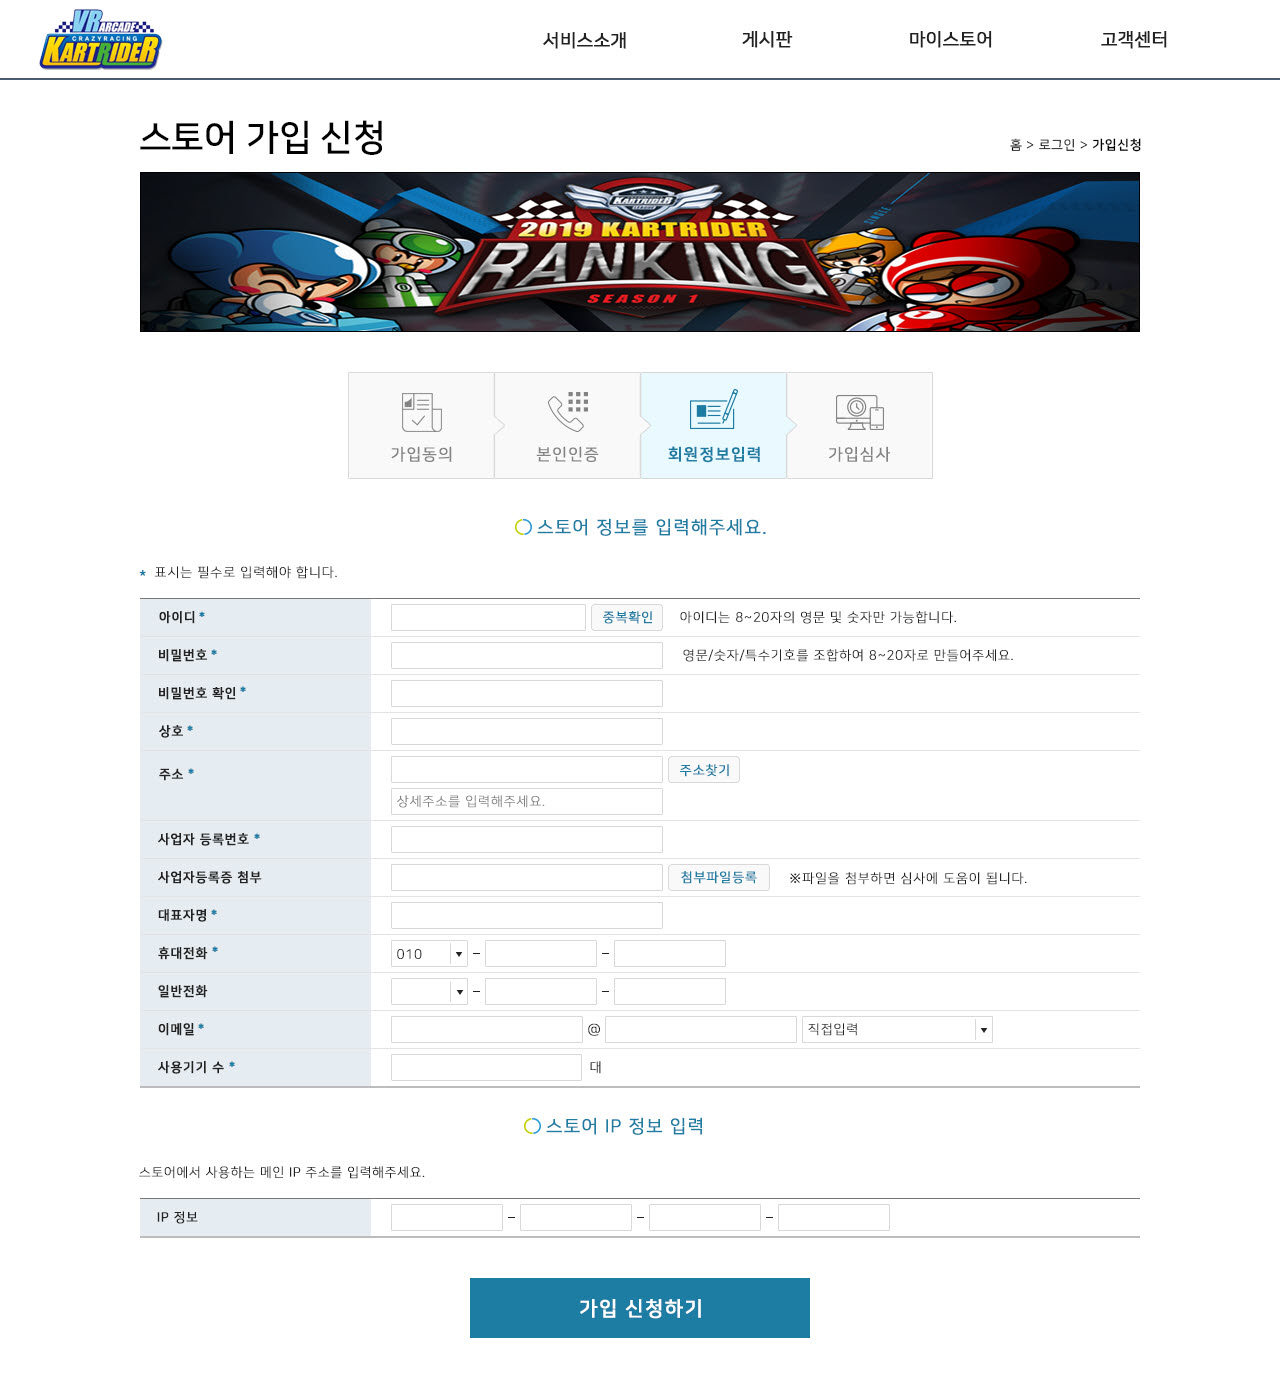 VR ARCADE
CRAZYRACING
KARTRIDER
서비스소개 게시판 마이스토어 고객센터
스토어 가입 신청
홈 > 로그인 > 가입신청
KARTRIDER
LEAGUE
SINGLE
2019 KARTRIDER
RANKING
SEASON 1
가입동의 본인인증 회원정보입력 가입심사
스토어 정보를 입력해주세요.
* 표시는 필수로 입력해야 합니다.
아이디 * 중복확인 아이디는 8~20자의 영문 및 숫자만 가능합니다.
비밀번호 * 영문/숫자/특수기호를 조합하여 8~20자로 만들어주세요.
비밀번호 확인 *
상호 *
주소 * 주소찾기
상세주소를 입력해주세요.
사업자 등록번호 *
사업자등록증 첨부 첨부파일등록 ※파일을 첨부하면 심사에 도움이 됩니다.
대표자명 *
휴대전화 * 010 ▼ – –
일반전화 ▼ – –
이메일 * @ 직접입력 ▼
사용기기 수 * 대
스토어 IP 정보 입력
스토어에서 사용하는 메인 IP 주소를 입력해주세요.
IP 정보 – – –
가입 신청하기